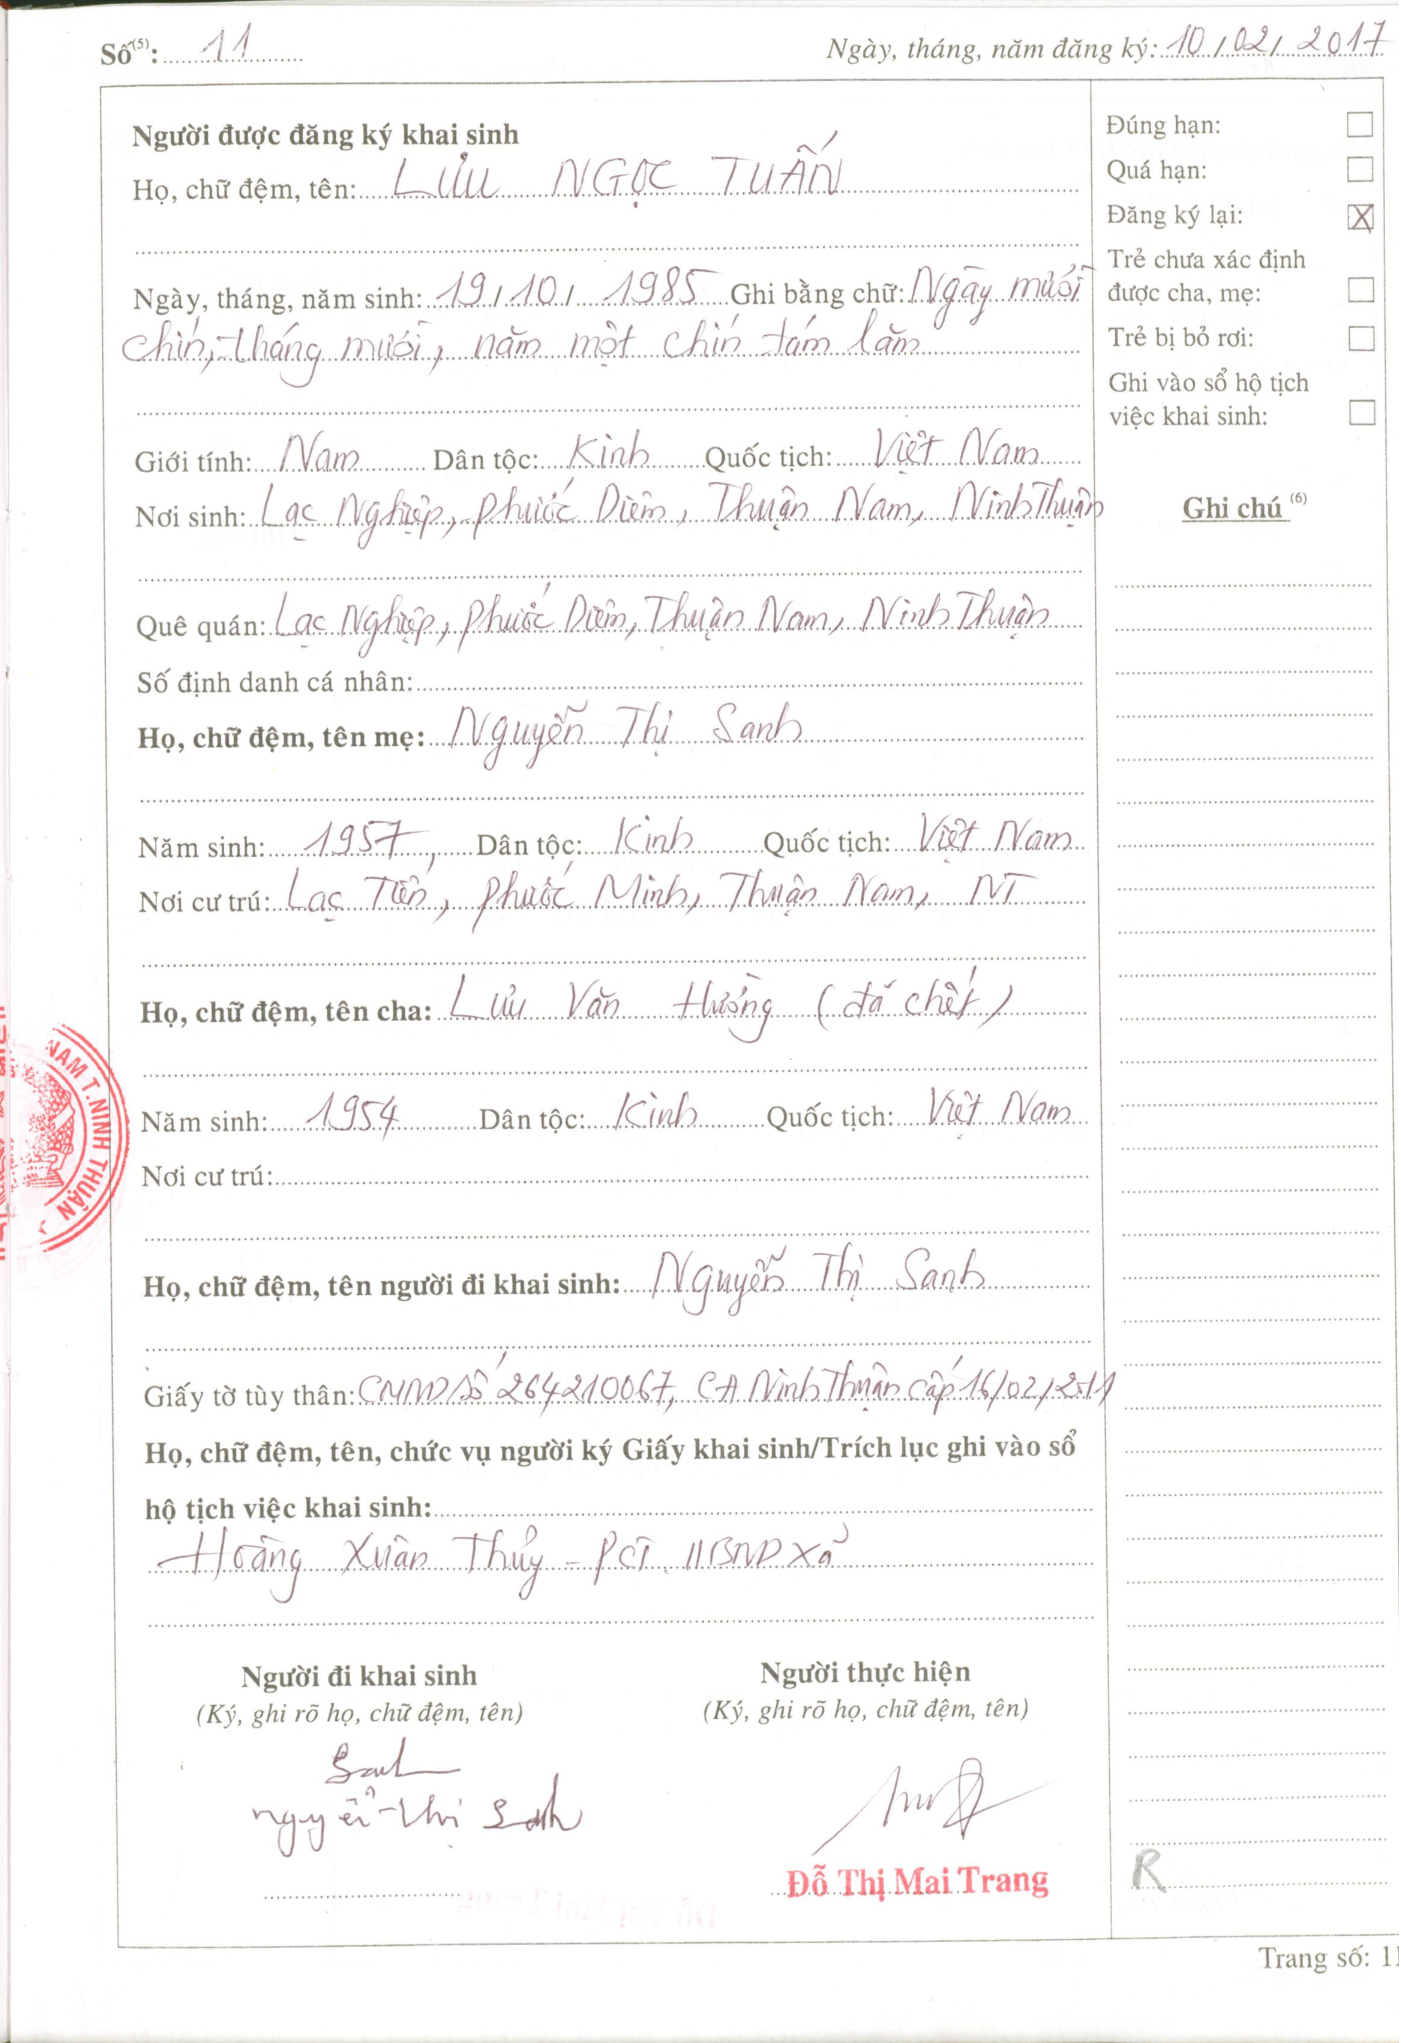 Số⁽⁵⁾: 11
Ngày, tháng, năm đăng ký: 10/02/2017
Người được đăng ký khai sinh
Họ, chữ đệm, tên: LƯU NGỌC TUẤN
Ngày, tháng, năm sinh: 19/10/1985 Ghi bằng chữ: Ngày mười
chín, tháng mười, năm một chín tám lăm
Giới tính: Nam Dân tộc: Kinh Quốc tịch: Việt Nam
Nơi sinh: Lạc Nghiệp, Phước Diêm, Thuận Nam, Ninh Thuận
Quê quán: Lạc Nghiệp, Phước Diêm, Thuận Nam, Ninh Thuận
Số định danh cá nhân:
Họ, chữ đệm, tên mẹ: Nguyễn Thị Sanh
Năm sinh: 1957, Dân tộc: Kinh Quốc tịch: Việt Nam
Nơi cư trú: Lạc Tiến, Phước Minh, Thuận Nam, NT
Họ, chữ đệm, tên cha: Lưu Văn Hường (đã chết)
Năm sinh: 1954 Dân tộc: Kinh Quốc tịch: Việt Nam
Nơi cư trú:
Họ, chữ đệm, tên người đi khai sinh: Nguyễn Thị Sanh
Giấy tờ tùy thân: CMND số 264210067, CA Ninh Thuận cấp 16/02/2011
Họ, chữ đệm, tên, chức vụ người ký Giấy khai sinh/Trích lục ghi vào sổ
hộ tịch việc khai sinh:
Hoàng Xuân Thủy - PCT. UBND xã
Người đi khai sinh
(Ký, ghi rõ họ, chữ đệm, tên)
Sanh
Nguyễn Thị Sanh
Người thực hiện
(Ký, ghi rõ họ, chữ đệm, tên)
Đỗ Thị Mai Trang
Đúng hạn:
Quá hạn:
Đăng ký lại: X
Trẻ chưa xác định
được cha, mẹ:
Trẻ bị bỏ rơi:
Ghi vào sổ hộ tịch
việc khai sinh:
Ghi chú ⁽⁶⁾
R
NAM T.NINH THUẬN
Trang số: 11